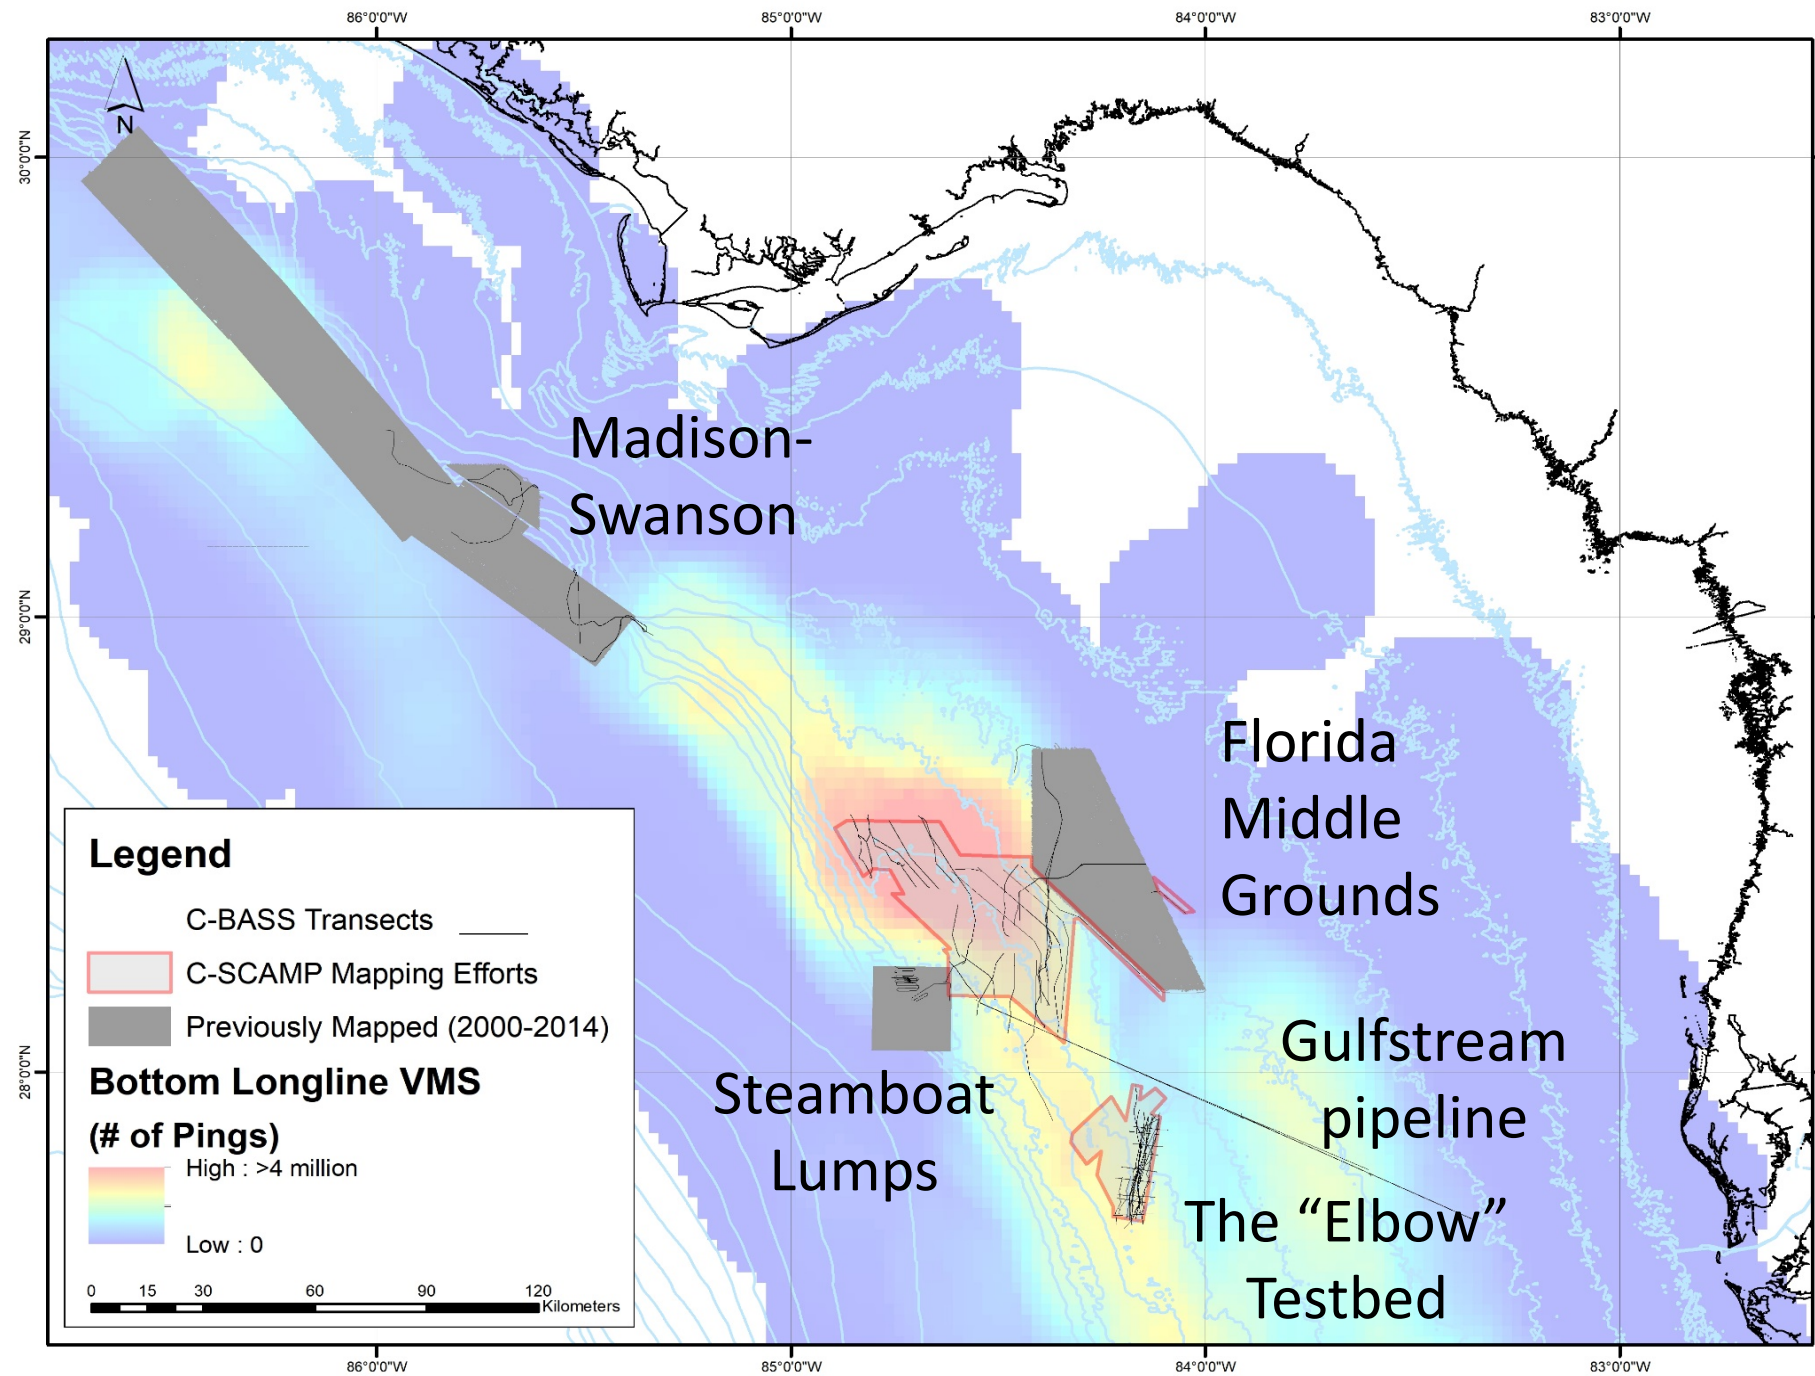 86°0'0"W
85°0'0"W
84°0'0"W
83°0'0"W
30°0'0"N
29°0'0"N
28°0'0"N
N
Madison-
Swanson
Florida
Middle
Grounds
Gulfstream
pipeline
Steamboat
Lumps
The “Elbow”
Testbed
Legend
C-BASS Transects
C-SCAMP Mapping Efforts
Previously Mapped (2000-2014)
Bottom Longline VMS
(# of Pings)
High : >4 million
Low : 0
0 15 30 60 90 120
Kilometers
86°0'0"W
85°0'0"W
84°0'0"W
83°0'0"W